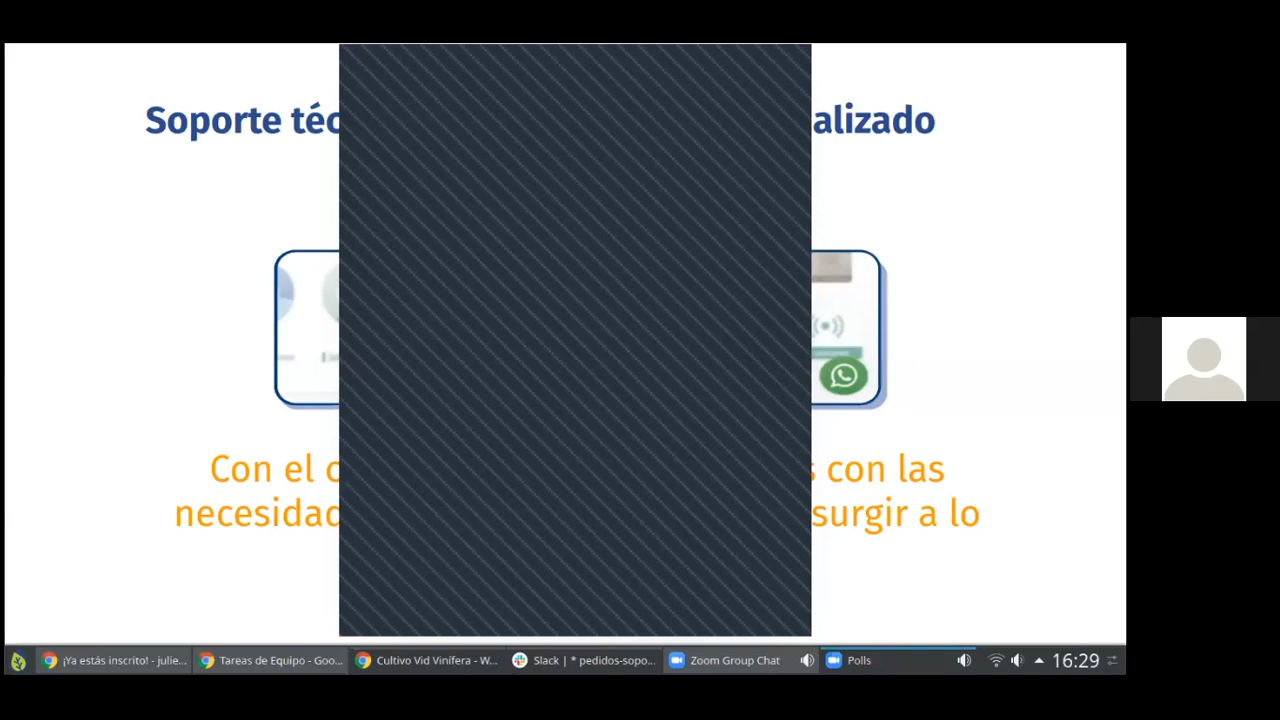 Soporte téc alizado
Con el con las
necesidad surgir a lo
¡Ya estás inscrito! - julie... Tareas de Equipo - Goo... Cultivo Vid Vinífera - W... Slack | * pedidos-sopo... Zoom Group Chat Polls 16:29